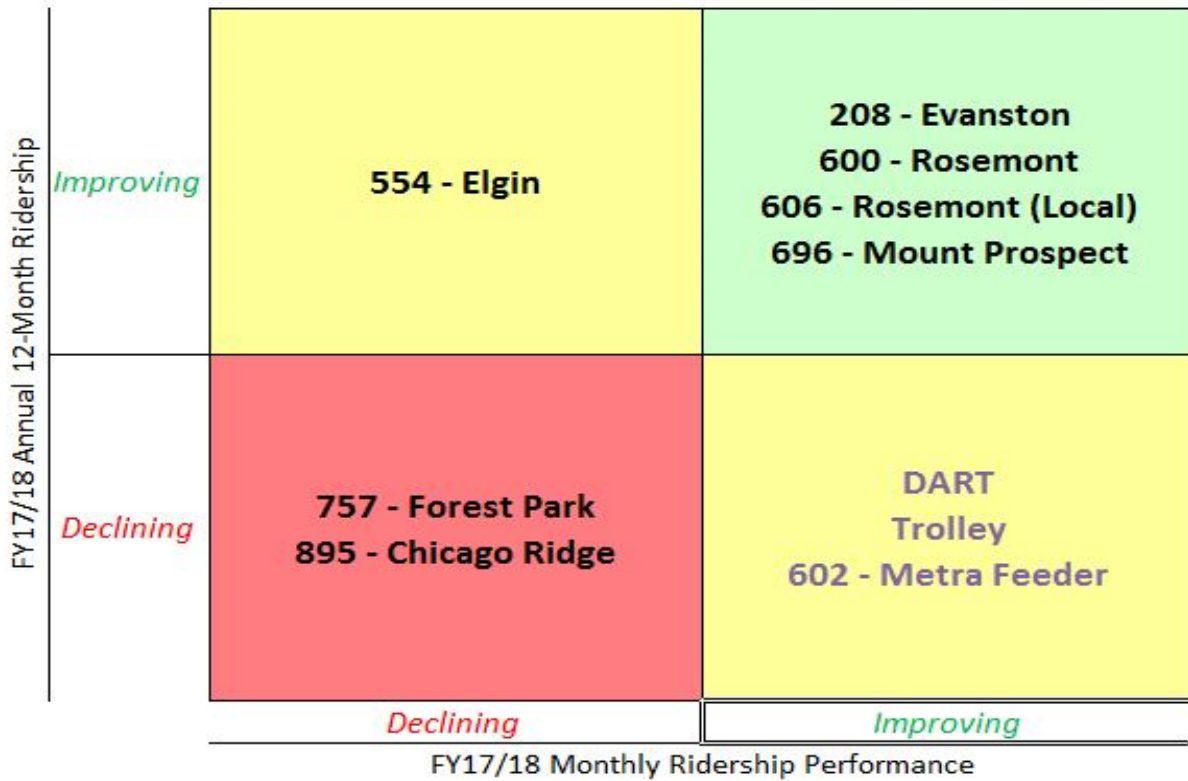 FY17/18 Annual 12-Month Ridership
Improving
554 - Elgin
208 - Evanston
600 - Rosemont
606 - Rosemont (Local)
696 - Mount Prospect
Declining
757 - Forest Park
895 - Chicago Ridge
DART
Trolley
602 - Metra Feeder
Declining
Improving
FY17/18 Monthly Ridership Performance